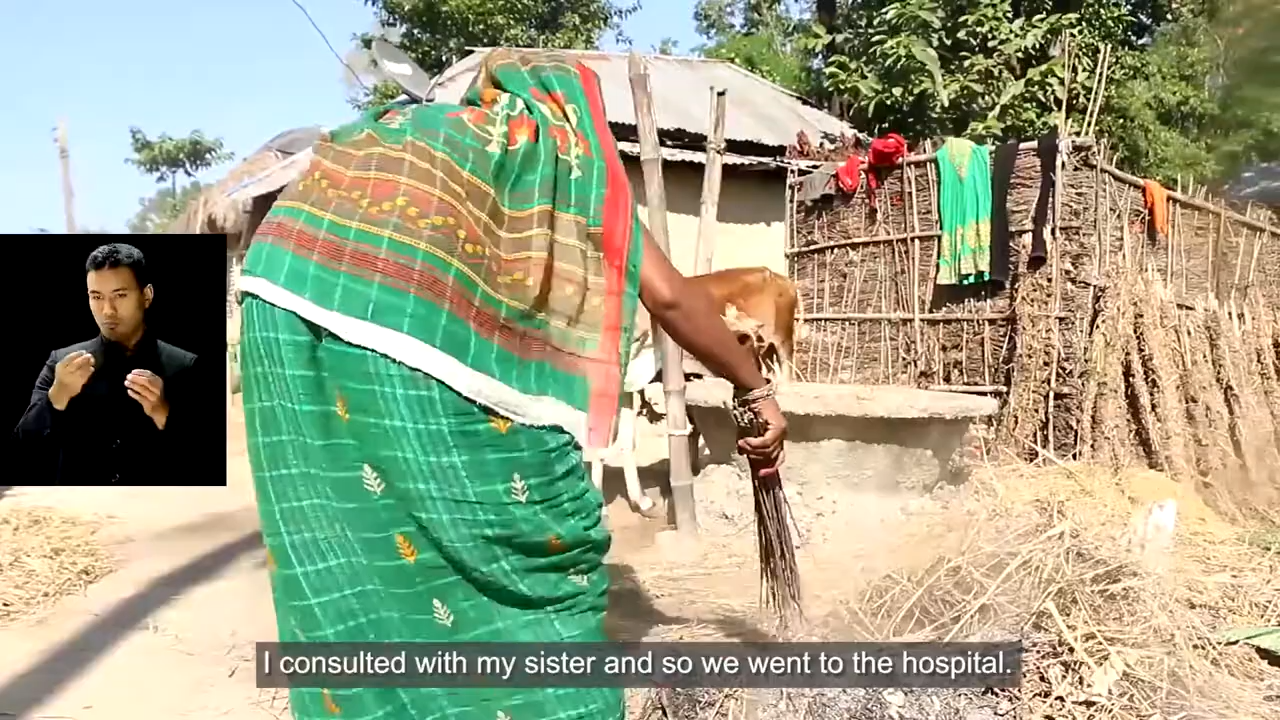 I consulted with my sister and so we went to the hospital.